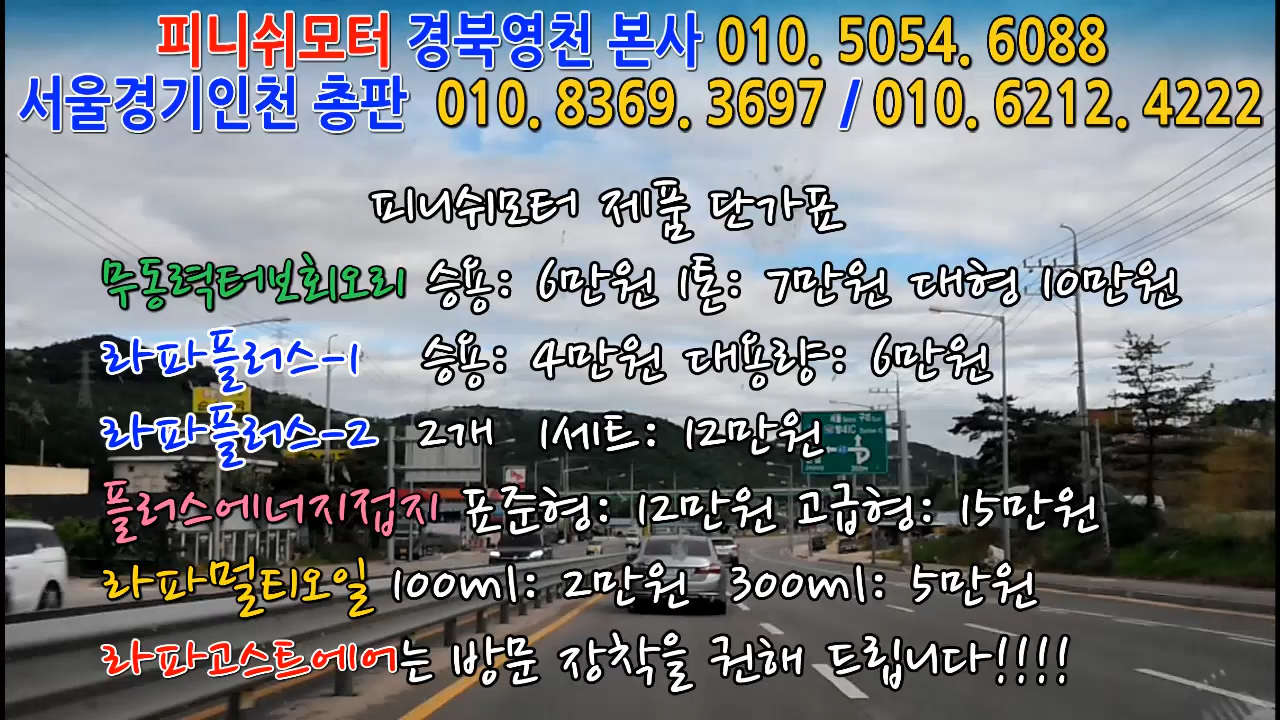 피니쉬모터 경북영천 본사 010. 5054. 6088
서울경기인천 총판 010. 8369. 3697 / 010. 6212. 4222
피니쉬모터 제품 단가표
무동력터보회오리 승용: 6만원 1톤: 7만원 대형 10만원
라파플러스-1 승용: 4만원 대용량: 6만원
라파플러스-2 2개 1세트: 12만원
플러스에너지접지 표준형: 12만원 고급형: 15만원
라파멀티오일 100ml: 2만원 300ml: 5만원
라파고스트에어는 방문 장착을 권해 드립니다!!!!